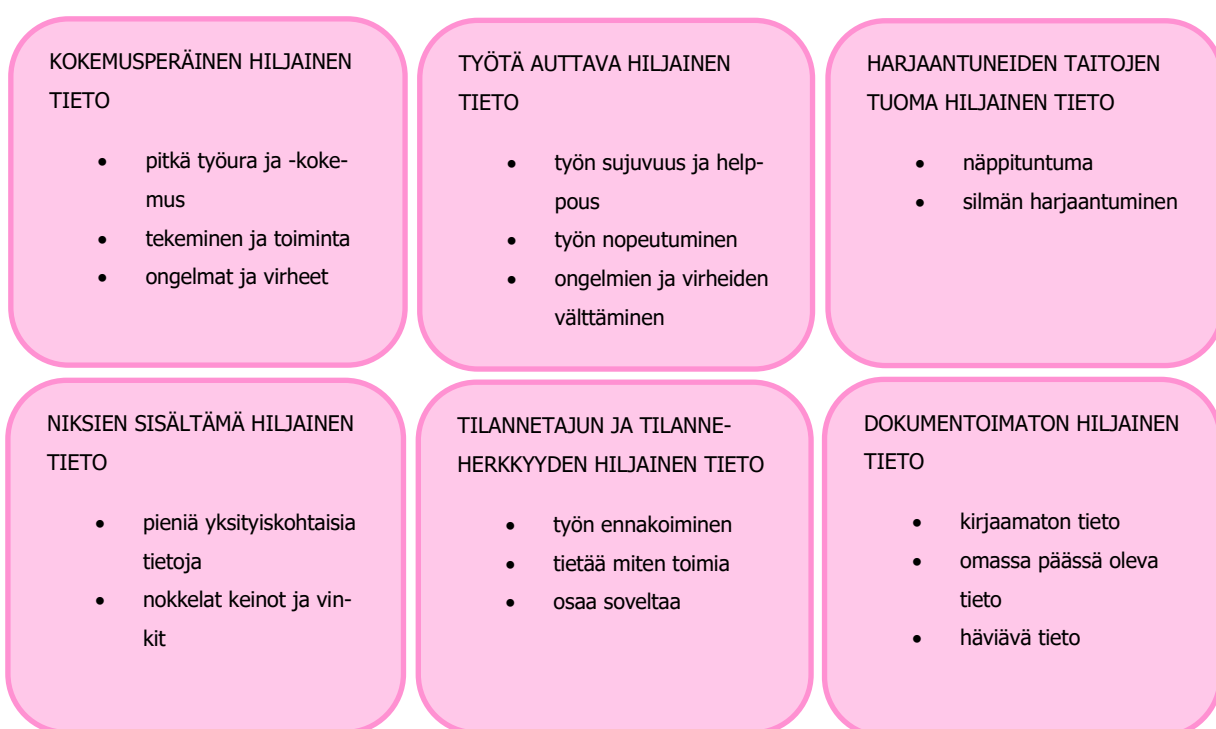 KOKEMUSPERÄINEN HILJAINEN
TIETO
• pitkä työura ja -koke-
mus
• tekeminen ja toiminta
• ongelmat ja virheet
TYÖTÄ AUTTAVA HILJAINEN
TIETO
• työn sujuvuus ja help-
pous
• työn nopeutuminen
• ongelmien ja virheiden
välttäminen
HARJAANTUNEIDEN TAITOJEN
TUOMA HILJAINEN TIETO
• näppituntuma
• silmän harjaantuminen
NIKSIEN SISÄLTÄMÄ HILJAINEN
TIETO
• pieniä yksityiskohtaisia
tietoja
• nokkelat keinot ja vin-
kit
TILANNETAJUN JA TILANNE-
HERKKYYDEN HILJAINEN TIETO
• työn ennakoiminen
• tietää miten toimia
• osaa soveltaa
DOKUMENTOIMATON HILJAINEN
TIETO
• kirjaamaton tieto
• omassa päässä oleva
tieto
• häviävä tieto